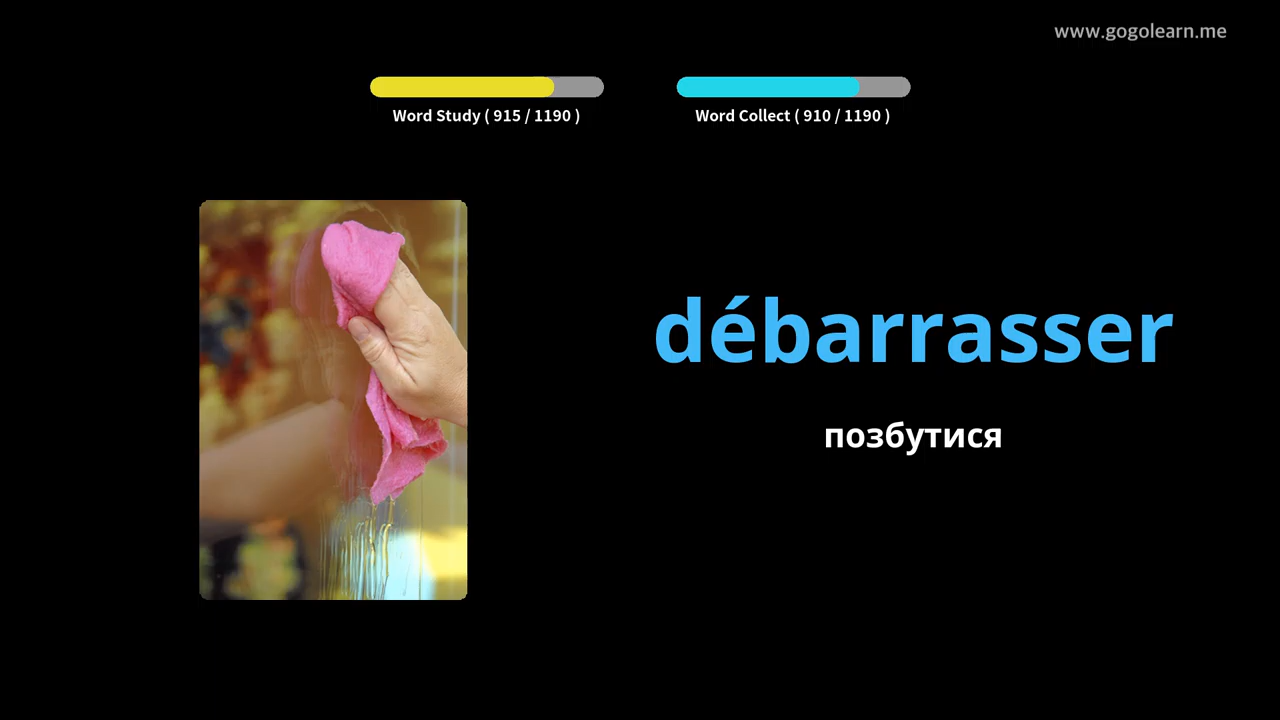 www.gogolearn.me
Word Study ( 915 / 1190 )
Word Collect ( 910 / 1190 )
débarrasser
позбутися